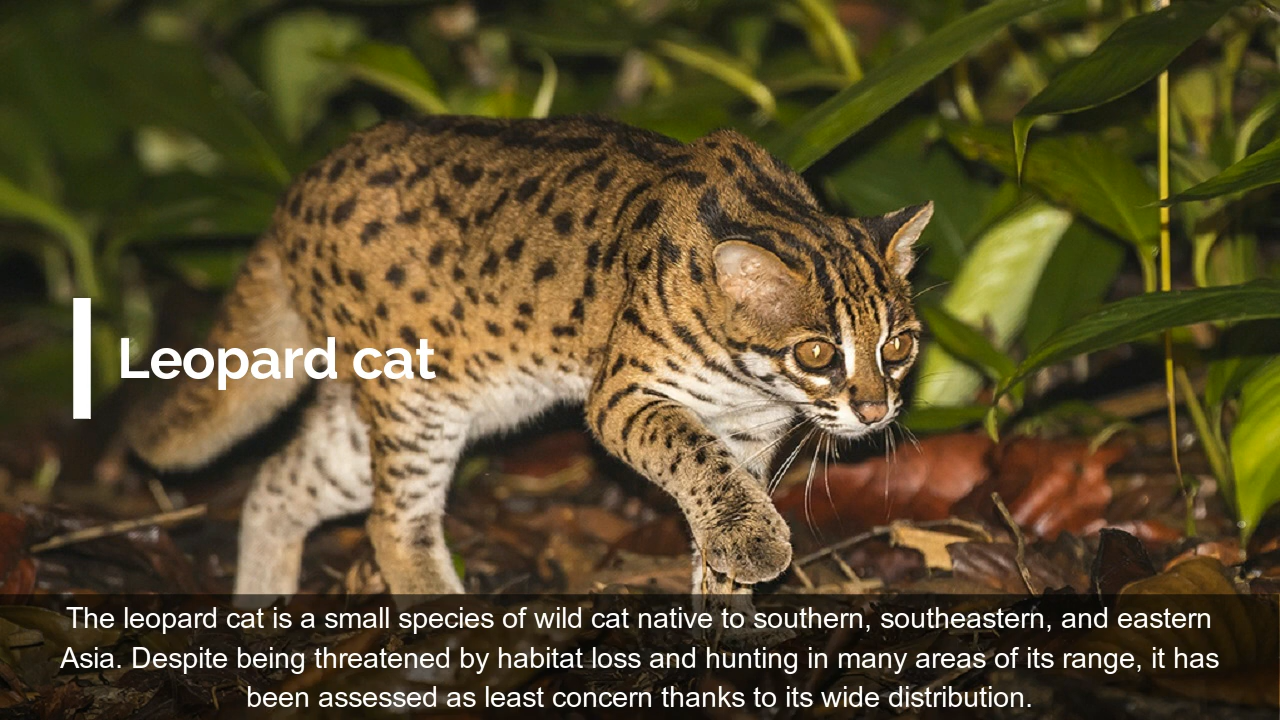 Leopard cat
The leopard cat is a small species of wild cat native to southern, southeastern, and eastern
Asia. Despite being threatened by habitat loss and hunting in many areas of its range, it has
been assessed as least concern thanks to its wide distribution.